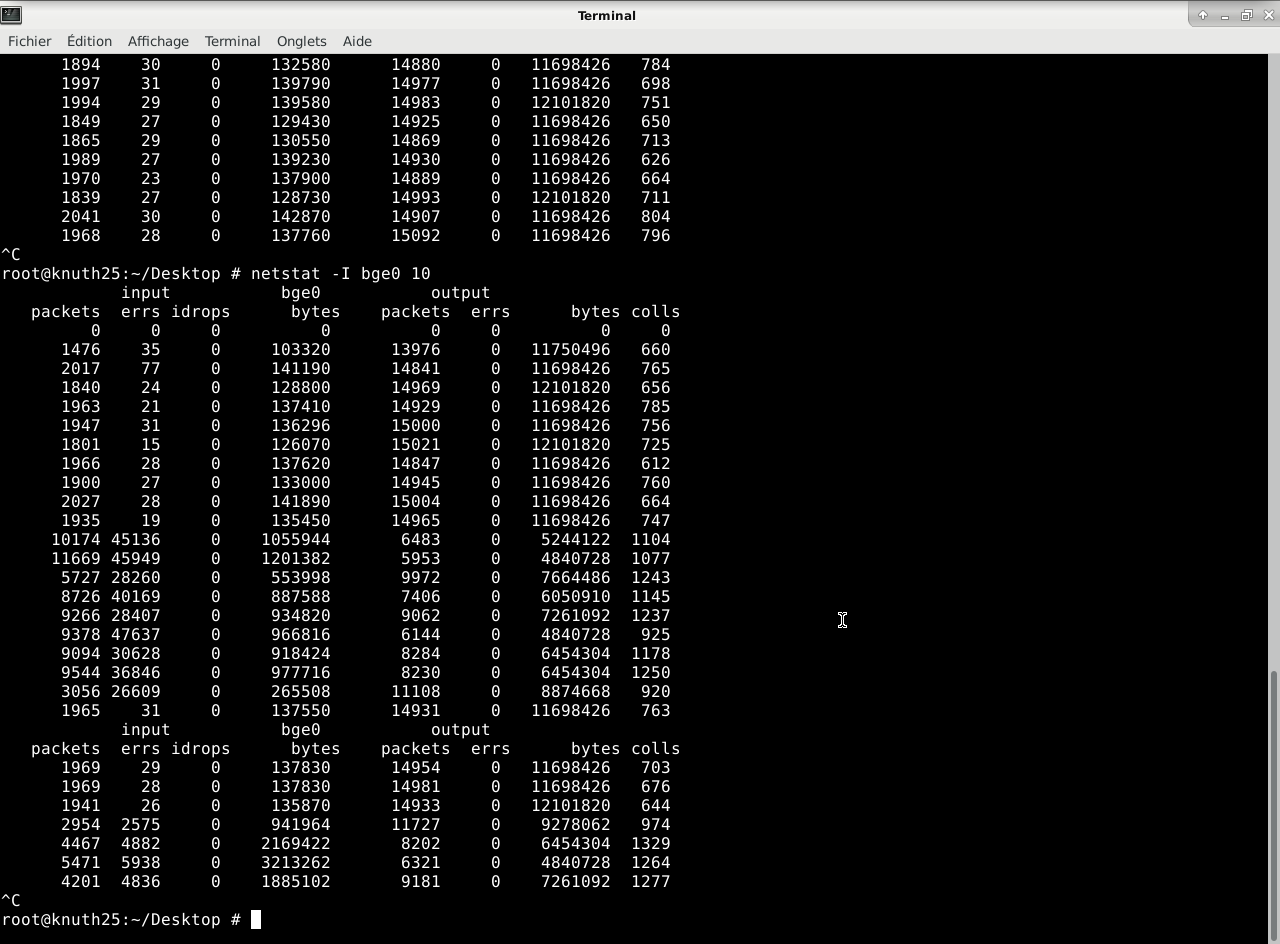 Terminal
Fichier Édition Affichage Terminal Onglets Aide
1894 30 0 132580 14880 0 11698426 784
1997 31 0 139790 14977 0 11698426 698
1994 29 0 139580 14983 0 12101820 751
1849 27 0 129430 14925 0 11698426 650
1865 29 0 130550 14869 0 11698426 713
1989 27 0 139230 14930 0 11698426 626
1970 23 0 137900 14889 0 11698426 664
1839 27 0 128730 14993 0 12101820 711
2041 30 0 142870 14907 0 11698426 804
1968 28 0 137760 15092 0 11698426 796
^C
root@knuth25:~/Desktop # netstat -I bge0 10
input bge0 output
packets errs idrops bytes packets errs bytes colls
0 0 0 0 0 0 0 0
1476 35 0 103320 13976 0 11750496 660
2017 77 0 141190 14841 0 11698426 765
1840 24 0 128800 14969 0 12101820 656
1963 21 0 137410 14929 0 11698426 785
1947 31 0 136296 15000 0 11698426 756
1801 15 0 126070 15021 0 12101820 725
1966 28 0 137620 14847 0 11698426 612
1900 27 0 133000 14945 0 11698426 760
2027 28 0 141890 15004 0 11698426 664
1935 19 0 135450 14965 0 11698426 747
10174 45136 0 1055944 6483 0 5244122 1104
11669 45949 0 1201382 5953 0 4840728 1077
5727 28260 0 553998 9972 0 7664486 1243
8726 40169 0 887588 7406 0 6050910 1145
9266 28407 0 934820 9062 0 7261092 1237
9378 47637 0 966816 6144 0 4840728 925
9094 30628 0 918424 8284 0 6454304 1178
9544 36846 0 977716 8230 0 6454304 1250
3056 26609 0 265508 11108 0 8874668 920
1965 31 0 137550 14931 0 11698426 763
input bge0 output
packets errs idrops bytes packets errs bytes colls
1969 29 0 137830 14954 0 11698426 703
1969 28 0 137830 14981 0 11698426 676
1941 26 0 135870 14933 0 12101820 644
2954 2575 0 941964 11727 0 9278062 974
4467 4882 0 2169422 8202 0 6454304 1329
5471 5938 0 3213262 6321 0 4840728 1264
4201 4836 0 1885102 9181 0 7261092 1277
^C
root@knuth25:~/Desktop #